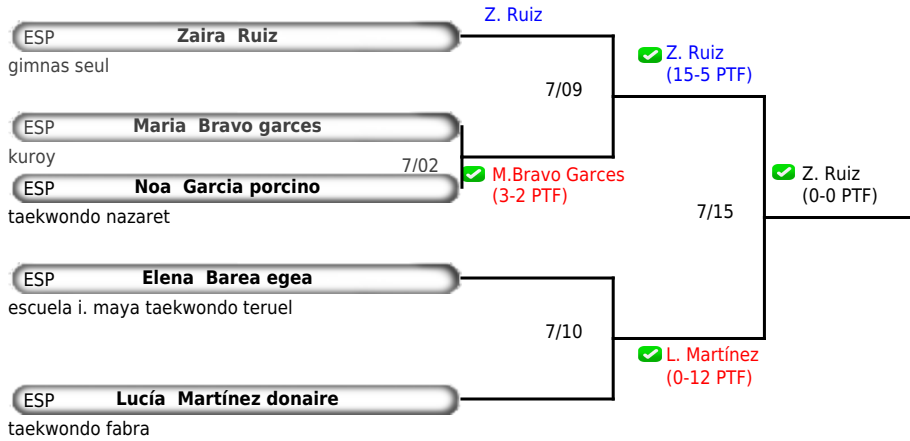 Z. Ruiz
ESP Zaira Ruiz
gimnas seul
Z. Ruiz
(15-5 PTF)
7/09
ESP Maria Bravo garces
kuroy
7/02
M.Bravo Garces
(3-2 PTF)
ESP Noa Garcia porcino
taekwondo nazaret
Z. Ruiz
(0-0 PTF)
7/15
ESP Elena Barea egea
escuela i. maya taekwondo teruel
7/10
L. Martínez
(0-12 PTF)
ESP Lucía Martínez donaire
taekwondo fabra